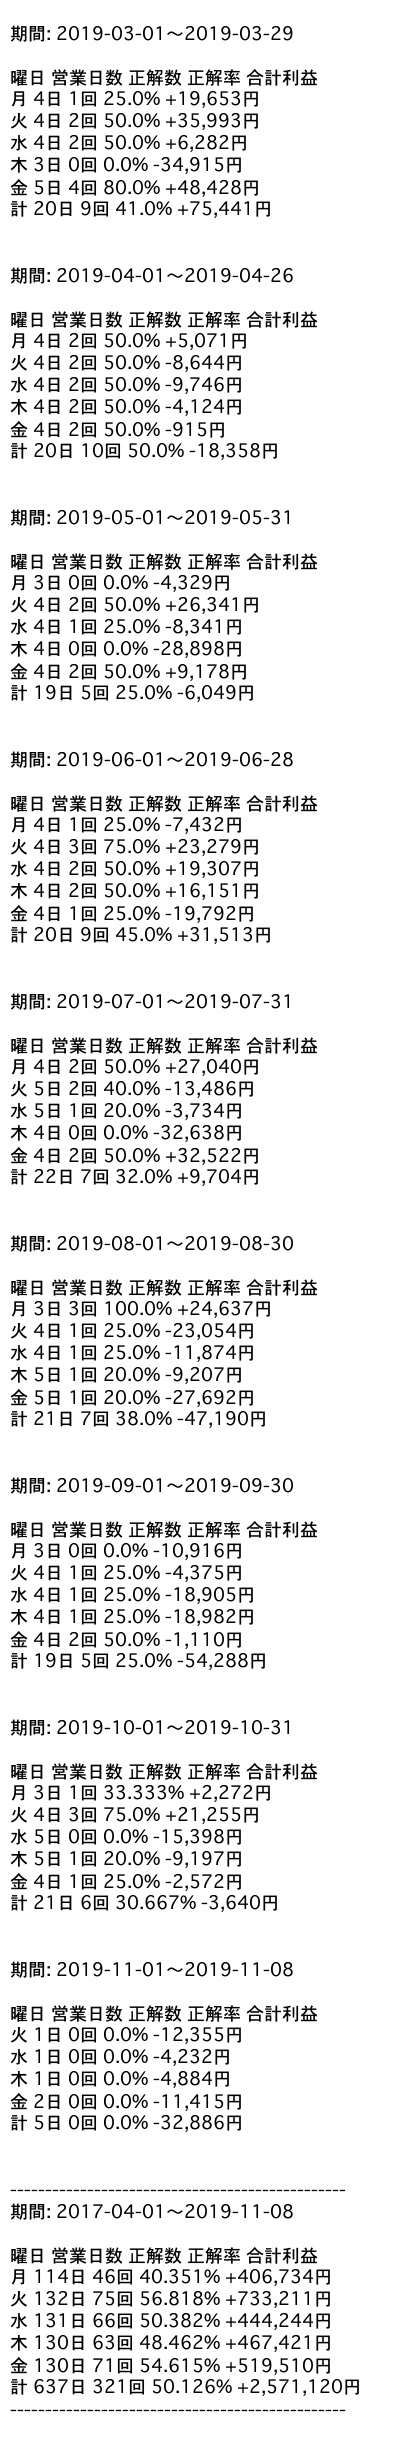 期間: 2019-03-01～2019-03-29
曜日 営業日数 正解数 正解率 合計利益
月 4日 1回 25.0% +19,653円
火 4日 2回 50.0% +35,993円
水 4日 2回 50.0% +6,282円
木 3日 0回 0.0% -34,915円
金 5日 4回 80.0% +48,428円
計 20日 9回 41.0% +75,441円
期間: 2019-04-01～2019-04-26
曜日 営業日数 正解数 正解率 合計利益
月 4日 2回 50.0% +5,071円
火 4日 2回 50.0% -8,644円
水 4日 2回 50.0% -9,746円
木 4日 2回 50.0% -4,124円
金 4日 2回 50.0% -915円
計 20日 10回 50.0% -18,358円
期間: 2019-05-01～2019-05-31
曜日 営業日数 正解数 正解率 合計利益
月 3日 0回 0.0% -4,329円
火 4日 2回 50.0% +26,341円
水 4日 1回 25.0% -8,341円
木 4日 0回 0.0% -28,898円
金 4日 2回 50.0% +9,178円
計 19日 5回 25.0% -6,049円
期間: 2019-06-01～2019-06-28
曜日 営業日数 正解数 正解率 合計利益
月 4日 1回 25.0% -7,432円
火 4日 3回 75.0% +23,279円
水 4日 2回 50.0% +19,307円
木 4日 2回 50.0% +16,151円
金 4日 1回 25.0% -19,792円
計 20日 9回 45.0% +31,513円
期間: 2019-07-01～2019-07-31
曜日 営業日数 正解数 正解率 合計利益
月 4日 2回 50.0% +27,040円
火 5日 2回 40.0% -13,486円
水 5日 1回 20.0% -3,734円
木 4日 0回 0.0% -32,638円
金 4日 2回 50.0% +32,522円
計 22日 7回 32.0% +9,704円
期間: 2019-08-01～2019-08-30
曜日 営業日数 正解数 正解率 合計利益
月 3日 3回 100.0% +24,637円
火 4日 1回 25.0% -23,054円
水 4日 1回 25.0% -11,874円
木 5日 1回 20.0% -9,207円
金 5日 1回 20.0% -27,692円
計 21日 7回 38.0% -47,190円
期間: 2019-09-01～2019-09-30
曜日 営業日数 正解数 正解率 合計利益
月 3日 0回 0.0% -10,916円
火 4日 1回 25.0% -4,375円
水 4日 1回 25.0% -18,905円
木 4日 1回 25.0% -18,982円
金 4日 2回 50.0% -1,110円
計 19日 5回 25.0% -54,288円
期間: 2019-10-01～2019-10-31
曜日 営業日数 正解数 正解率 合計利益
月 3日 1回 33.333% +2,272円
火 4日 3回 75.0% +21,255円
水 5日 0回 0.0% -15,398円
木 5日 1回 20.0% -9,197円
金 4日 1回 25.0% -2,572円
計 21日 6回 30.667% -3,640円
期間: 2019-11-01～2019-11-08
曜日 営業日数 正解数 正解率 合計利益
火 1日 0回 0.0% -12,355円
水 1日 0回 0.0% -4,232円
木 1日 0回 0.0% -4,884円
金 2日 0回 0.0% -11,415円
計 5日 0回 0.0% -32,886円
------------------------------------------------
期間: 2017-04-01～2019-11-08
曜日 営業日数 正解数 正解率 合計利益
月 114日 46回 40.351% +406,734円
火 132日 75回 56.818% +733,211円
水 131日 66回 50.382% +444,244円
木 130日 63回 48.462% +467,421円
金 130日 71回 54.615% +519,510円
計 637日 321回 50.126% +2,571,120円
------------------------------------------------